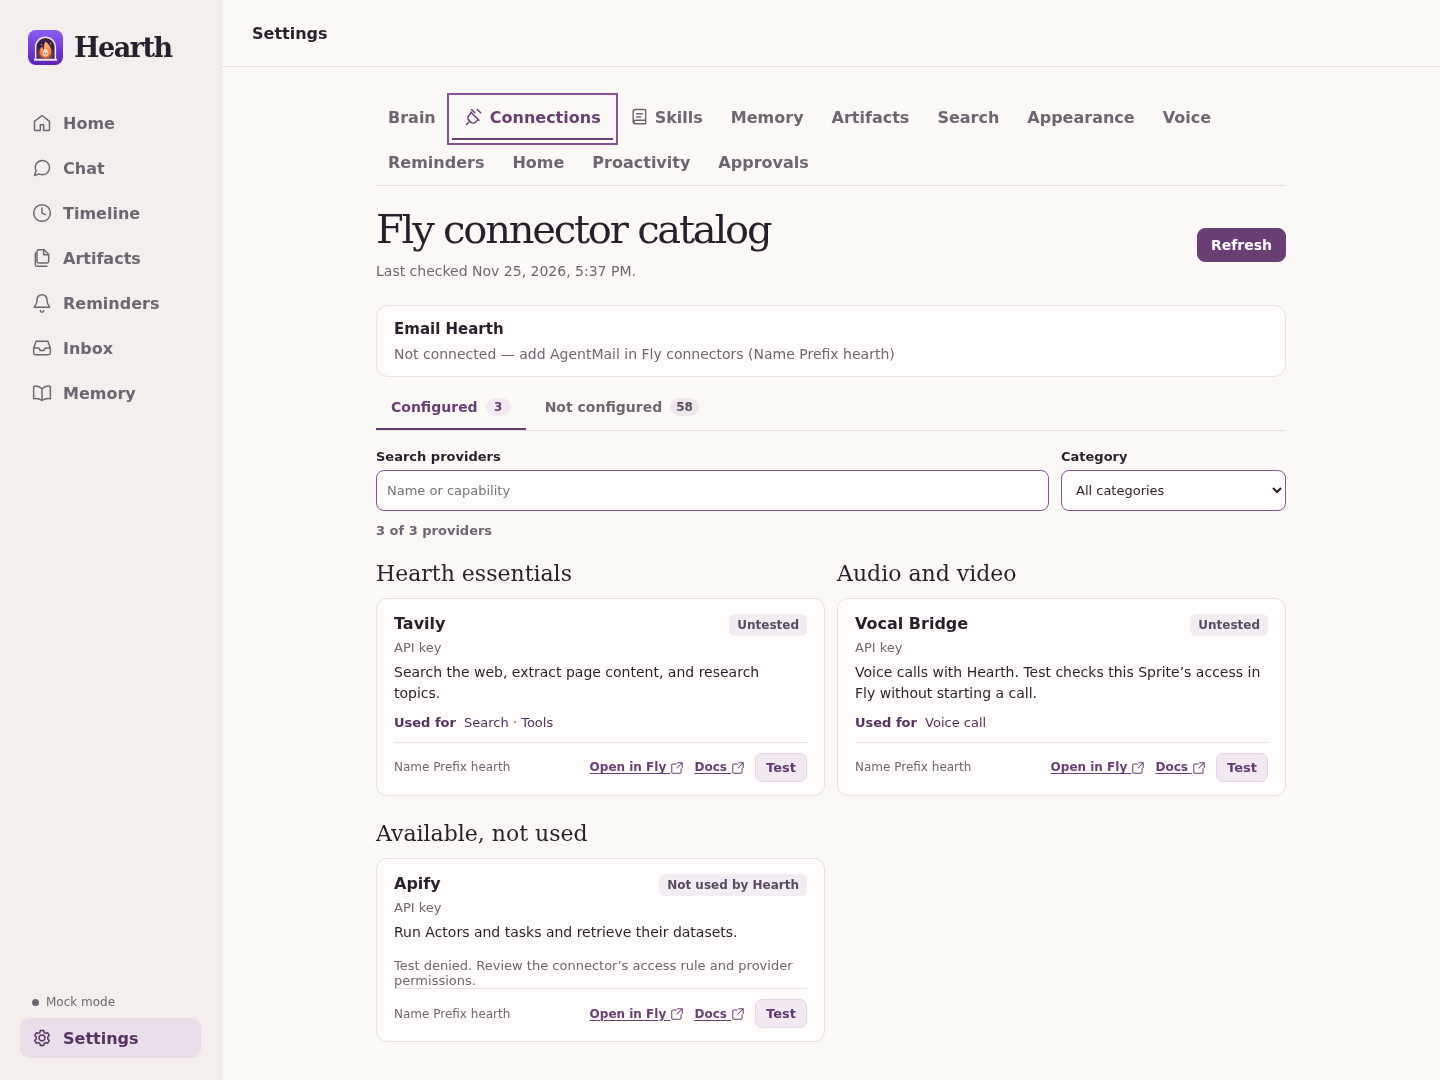 Hearth
Home
Chat
Timeline
Artifacts
Reminders
Inbox
Memory
Mock mode
Settings
Settings
Brain
Connections
Skills
Memory
Artifacts
Search
Appearance
Voice
Reminders
Home
Proactivity
Approvals
Fly connector catalog
Last checked Nov 25, 2026, 5:37 PM.
Refresh
Email Hearth
Not connected — add AgentMail in Fly connectors (Name Prefix hearth)
Configured 3
Not configured 58
Search providers
Name or capability
Category
All categories
3 of 3 providers
Hearth essentials
Tavily
Untested
API key
Search the web, extract page content, and research
topics.
Used for Search · Tools
Name Prefix hearth
Open in Fly
Docs
Test
Audio and video
Vocal Bridge
Untested
API key
Voice calls with Hearth. Test checks this Sprite’s access in
Fly without starting a call.
Used for Voice call
Name Prefix hearth
Open in Fly
Docs
Test
Available, not used
Apify
Not used by Hearth
API key
Run Actors and tasks and retrieve their datasets.
Test denied. Review the connector’s access rule and provider
permissions.
Name Prefix hearth
Open in Fly
Docs
Test